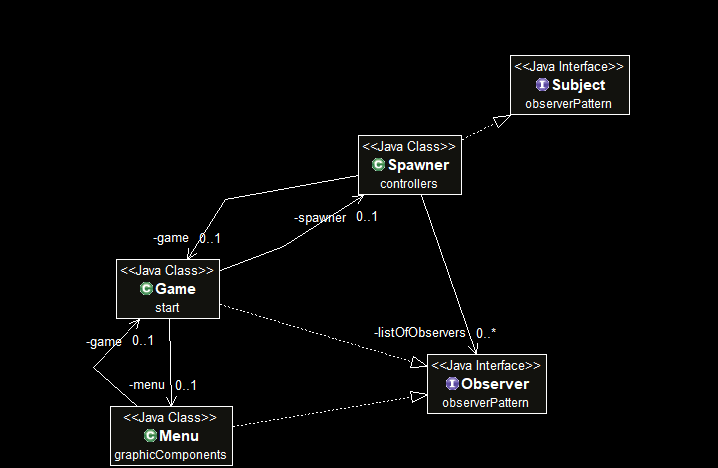 <<Java Interface>>
I Subject
observerPattern
<<Java Class>>
C Spawner
controllers
-spawner 0..1
-game 0..1
<<Java Class>>
C Game
start
-listOfObservers 0..*
-game 0..1
<<Java Interface>>
I Observer
observerPattern
-menu 0..1
<<Java Class>>
C Menu
graphicComponents